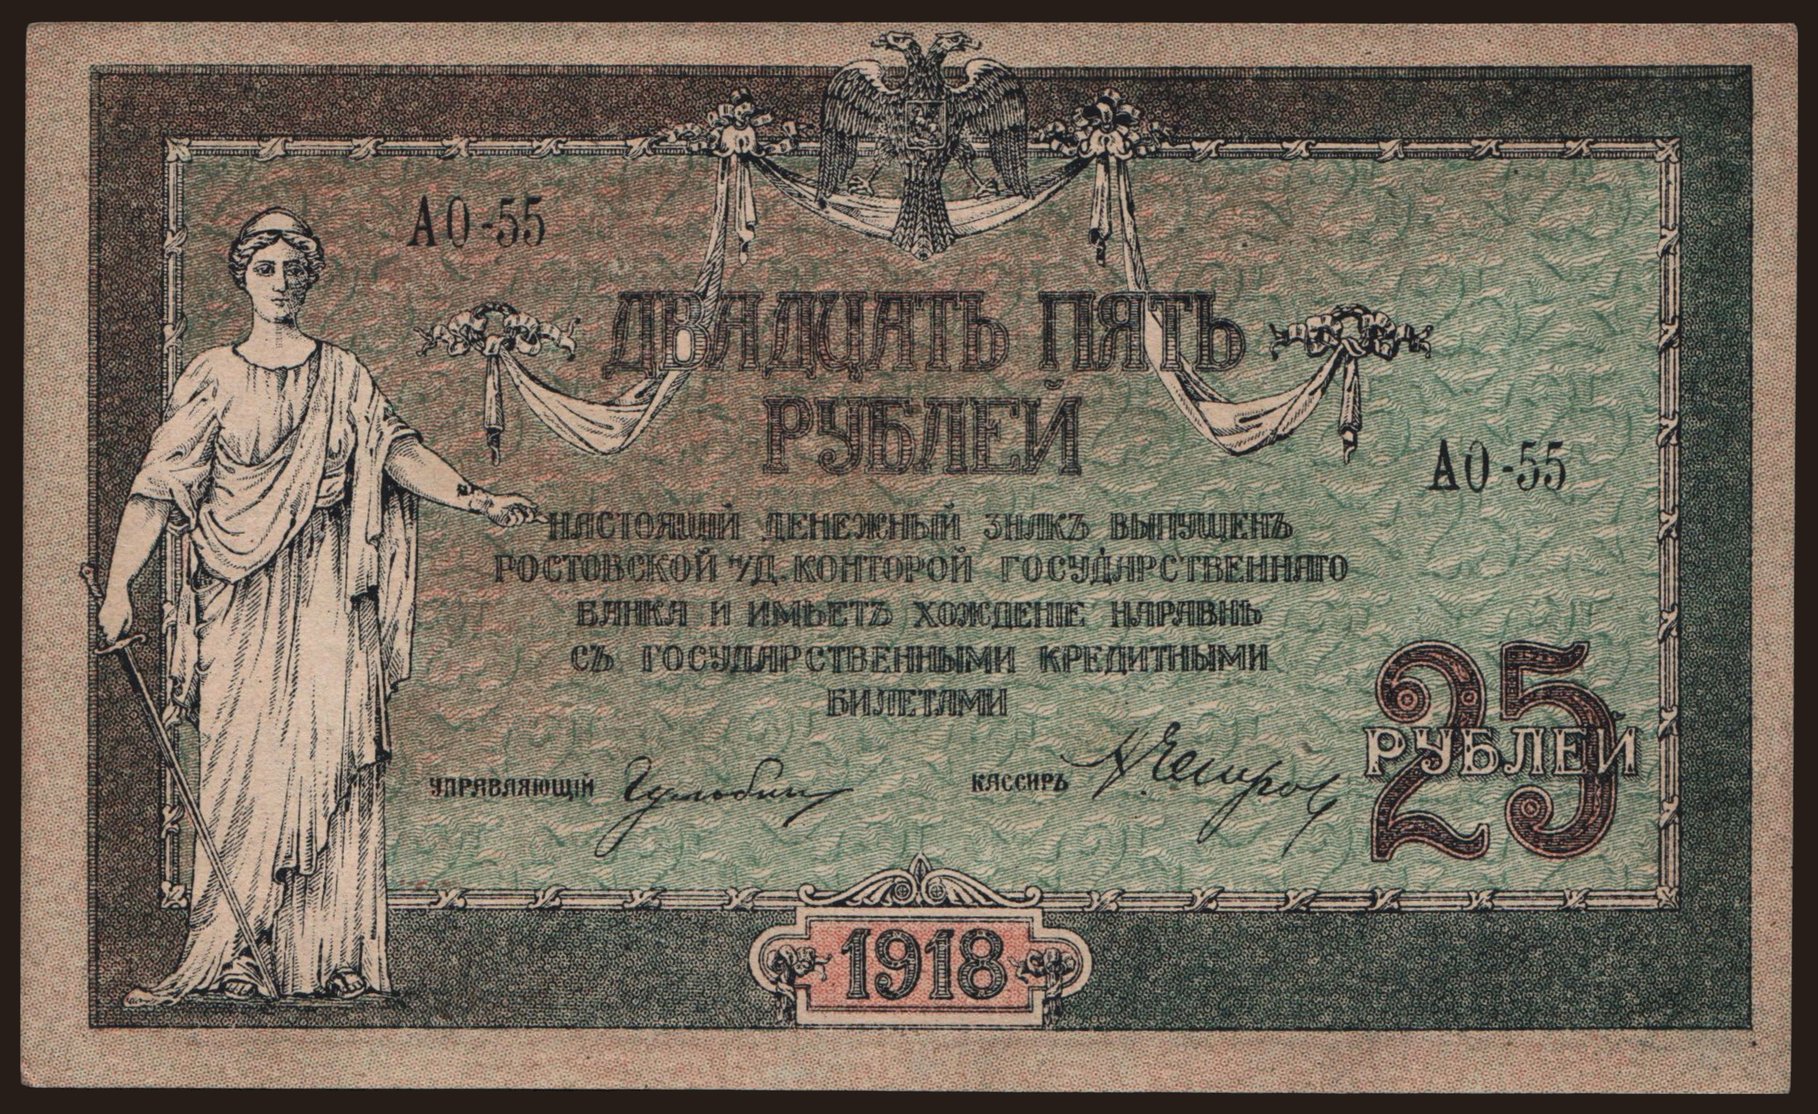 АО-55
ДВАДЦАТЬ ПЯТЬ
РУБЛЕЙ
АО-55
НАСТОЯЩІЙ ДЕНЕЖНЫЙ ЗНАКЪ ВЫПУЩЕНЪ
РОСТОВСКОЙ н/Д. КОНТОРОЙ ГОСУДАРСТВЕННАГО
БАНКА И ИМѢЕТЪ ХОЖДЕНІЕ НАРАВНѢ
СЪ ГОСУДАРСТВЕННЫМИ КРЕДИТНЫМИ
БИЛЕТАМИ
25
РУБЛЕЙ
УПРАВЛЯЮЩІЙ
КАССИРЪ
1918